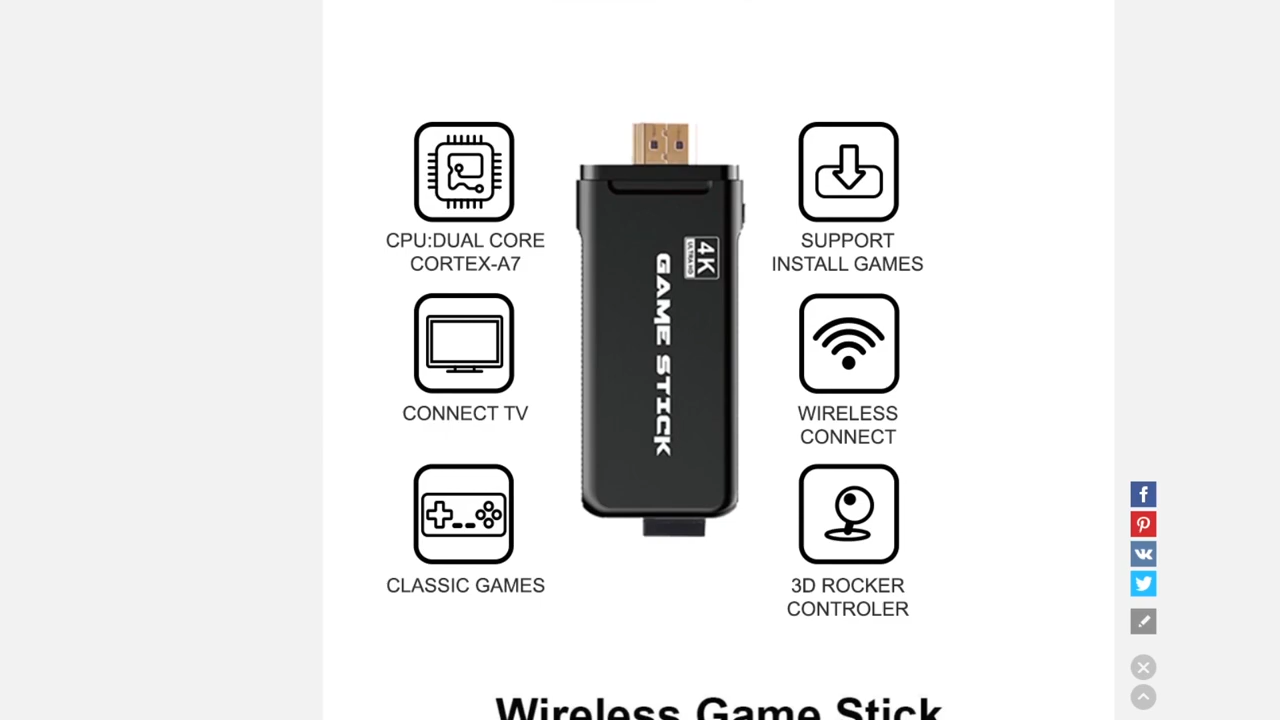 CPU:DUAL CORE
CORTEX-A7
CONNECT TV
CLASSIC GAMES
4K
ULTRA HD
GAME STICK
SUPPORT
INSTALL GAMES
WIRELESS
CONNECT
3D ROCKER
CONTROLER
Wireless Game Stick